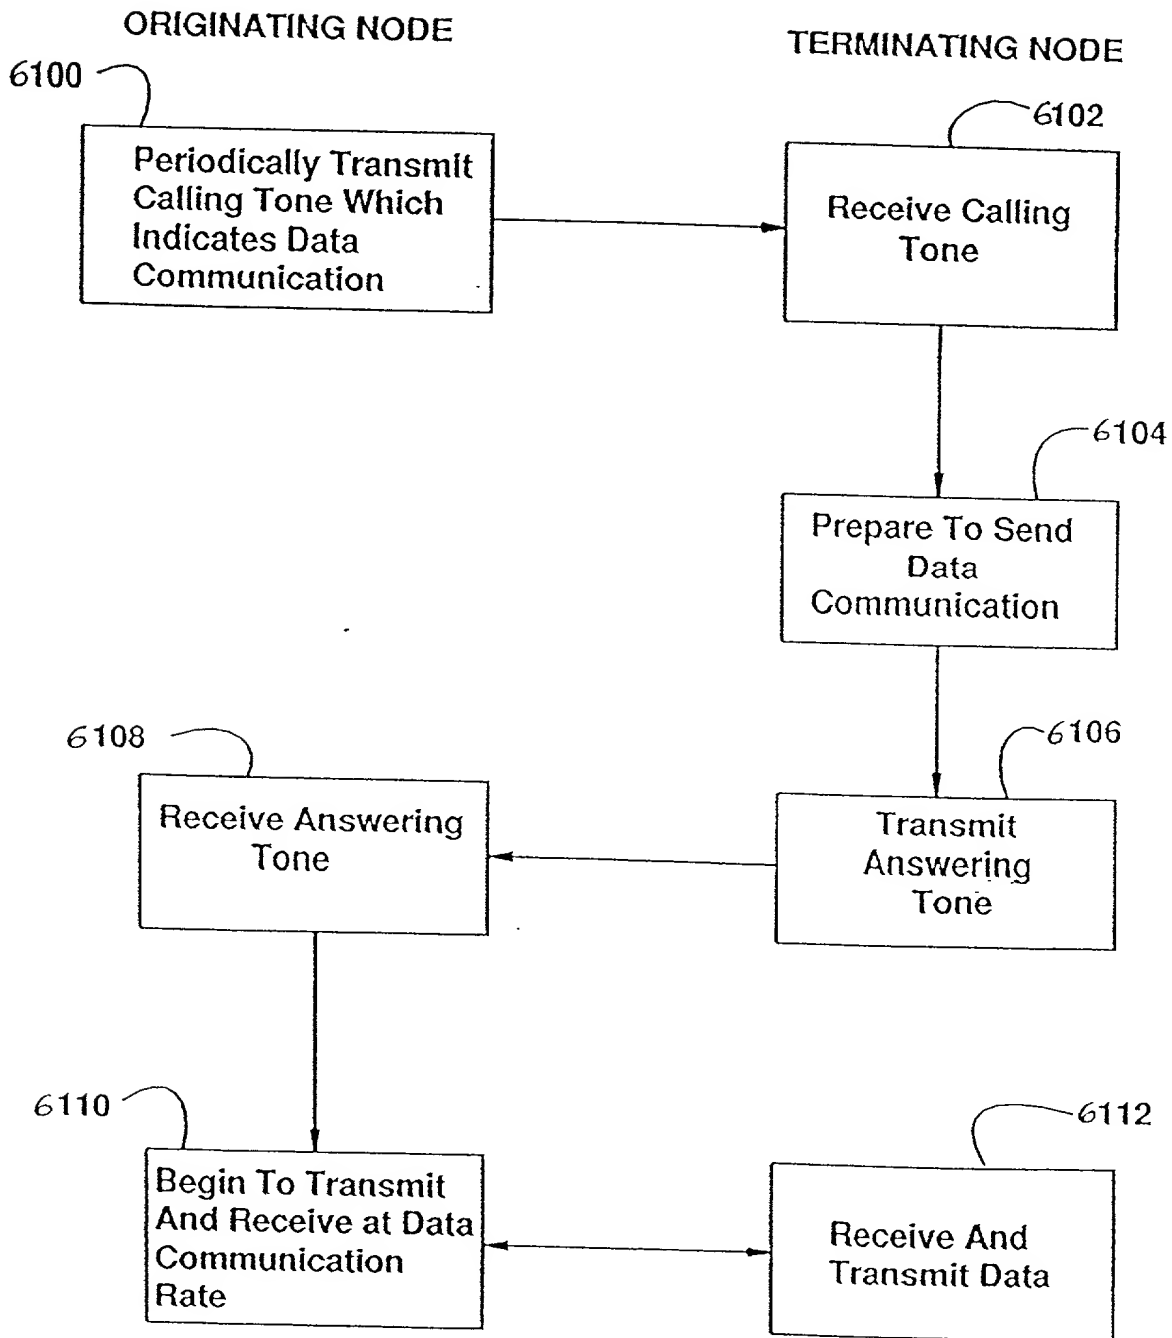 ORIGINATING NODE
TERMINATING NODE
6100
6102
Periodically Transmit
Calling Tone Which
Indicates Data
Communication
Receive Calling
Tone
6104
Prepare To Send
Data
Communication
6108
6106
Receive Answering
Tone
Transmit
Answering
Tone
6110
6112
Begin To Transmit
And Receive at Data
Communication
Rate
Receive And
Transmit Data